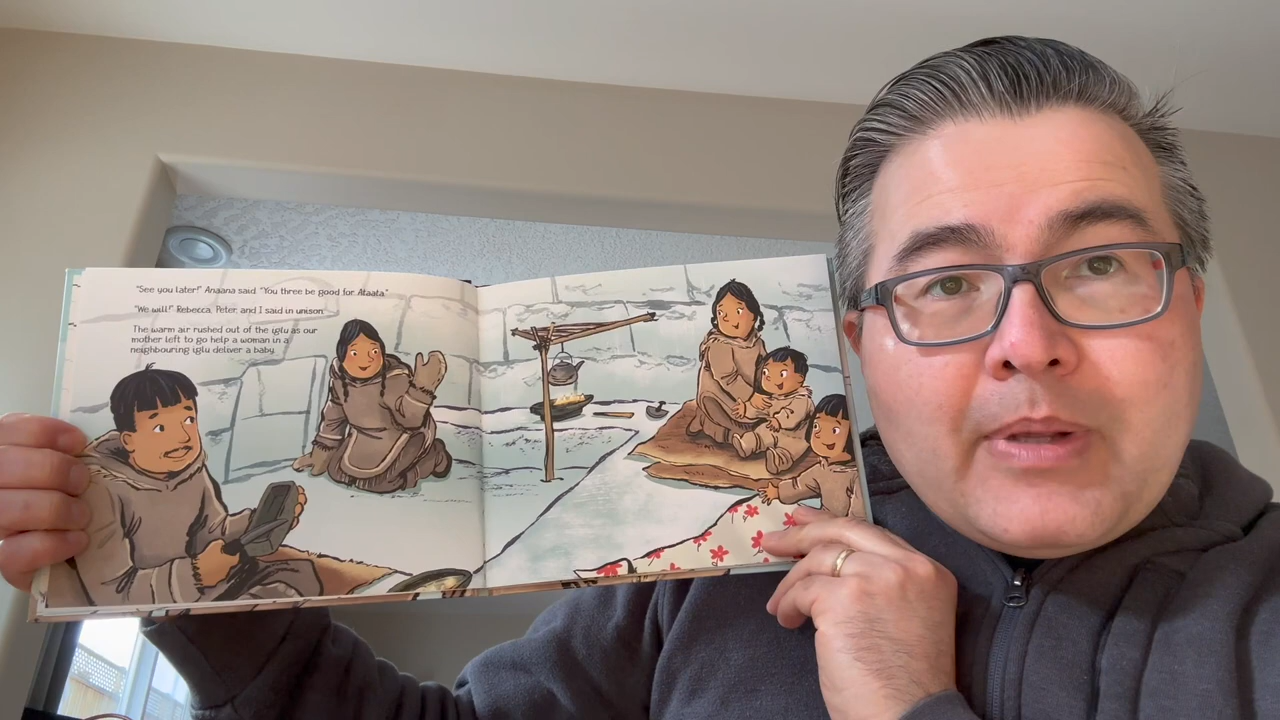 "See you later!" Anaana said. "You three be good for Ataata."
"We will!" Rebecca, Peter, and I said in unison.
The warm air rushed out of the iglu as our
mother left to go help a woman in a
neighbouring iglu deliver a baby.